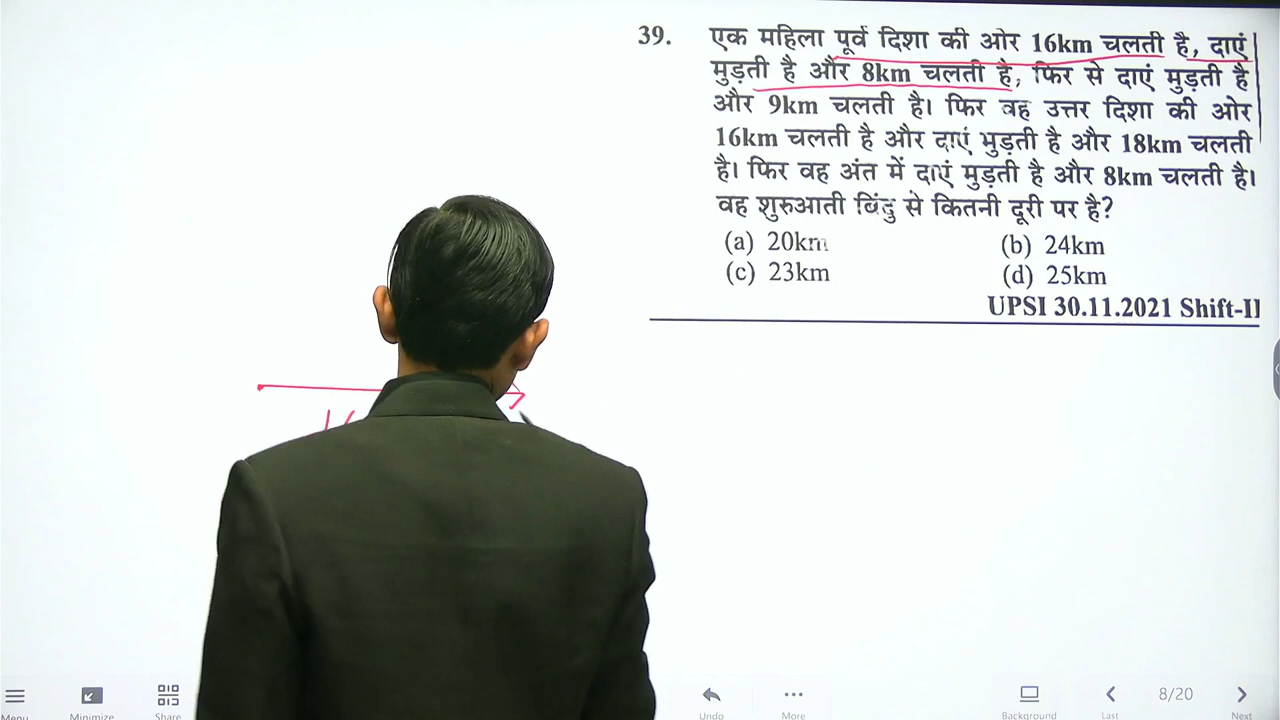 39. एक महिला पूर्व दिशा की ओर 16km चलती है, दाएं
मुड़ती है और 8km चलती है, फिर से दाएं मुड़ती है
और 9km चलती है। फिर वह उत्तर दिशा की ओर
16km चलती है और दाएं मुड़ती है और 18km चलती
है। फिर वह अंत में दाएं मुड़ती है और 8km चलती है।
वह शुरुआती बिंदु से कितनी दूरी पर है?
(a) 20km (b) 24km
(c) 23km (d) 25km
UPSI 30.11.2021 Shift-II
Menu Minimize Share Undo More Background Last 8/20 Next